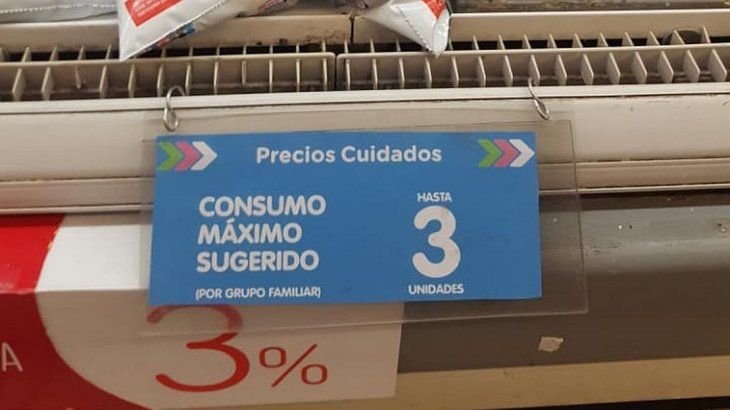 Precios Cuidados
CONSUMO
MÁXIMO
SUGERIDO
(POR GRUPO FAMILIAR)
HASTA
3
UNIDADES
A
3%